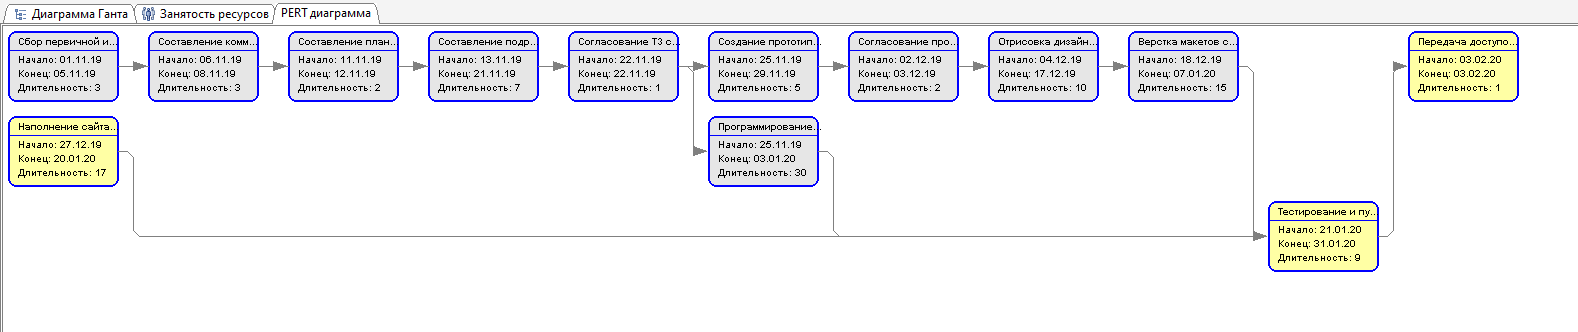 Диаграмма Ганта
Занятость ресурсов
PERT диаграмма
Сбор первичной и...
Начало: 01.11.19
Конец: 05.11.19
Длительность: 3
Составление комм...
Начало: 06.11.19
Конец: 08.11.19
Длительность: 3
Составление план...
Начало: 11.11.19
Конец: 12.11.19
Длительность: 2
Составление подр...
Начало: 13.11.19
Конец: 21.11.19
Длительность: 7
Согласование ТЗ с...
Начало: 22.11.19
Конец: 22.11.19
Длительность: 1
Создание прототип...
Начало: 25.11.19
Конец: 29.11.19
Длительность: 5
Согласование про...
Начало: 02.12.19
Конец: 03.12.19
Длительность: 2
Отрисовка дизайн...
Начало: 04.12.19
Конец: 17.12.19
Длительность: 10
Верстка макетов с...
Начало: 18.12.19
Конец: 07.01.20
Длительность: 15
Передача доступо...
Начало: 03.02.20
Конец: 03.02.20
Длительность: 1
Наполнение сайта...
Начало: 27.12.19
Конец: 20.01.20
Длительность: 17
Программирование...
Начало: 25.11.19
Конец: 03.01.20
Длительность: 30
Тестирование и пу...
Начало: 21.01.20
Конец: 31.01.20
Длительность: 9